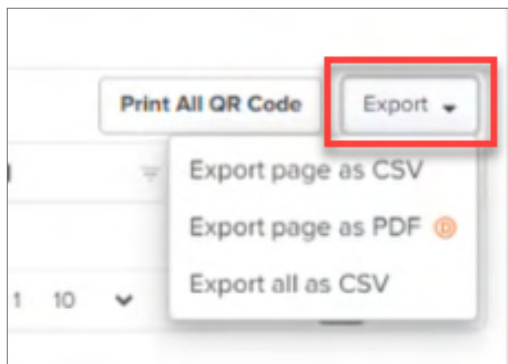 Print All QR Code
Export
Export page as CSV
Export page as PDF
Export all as CSV
1 10